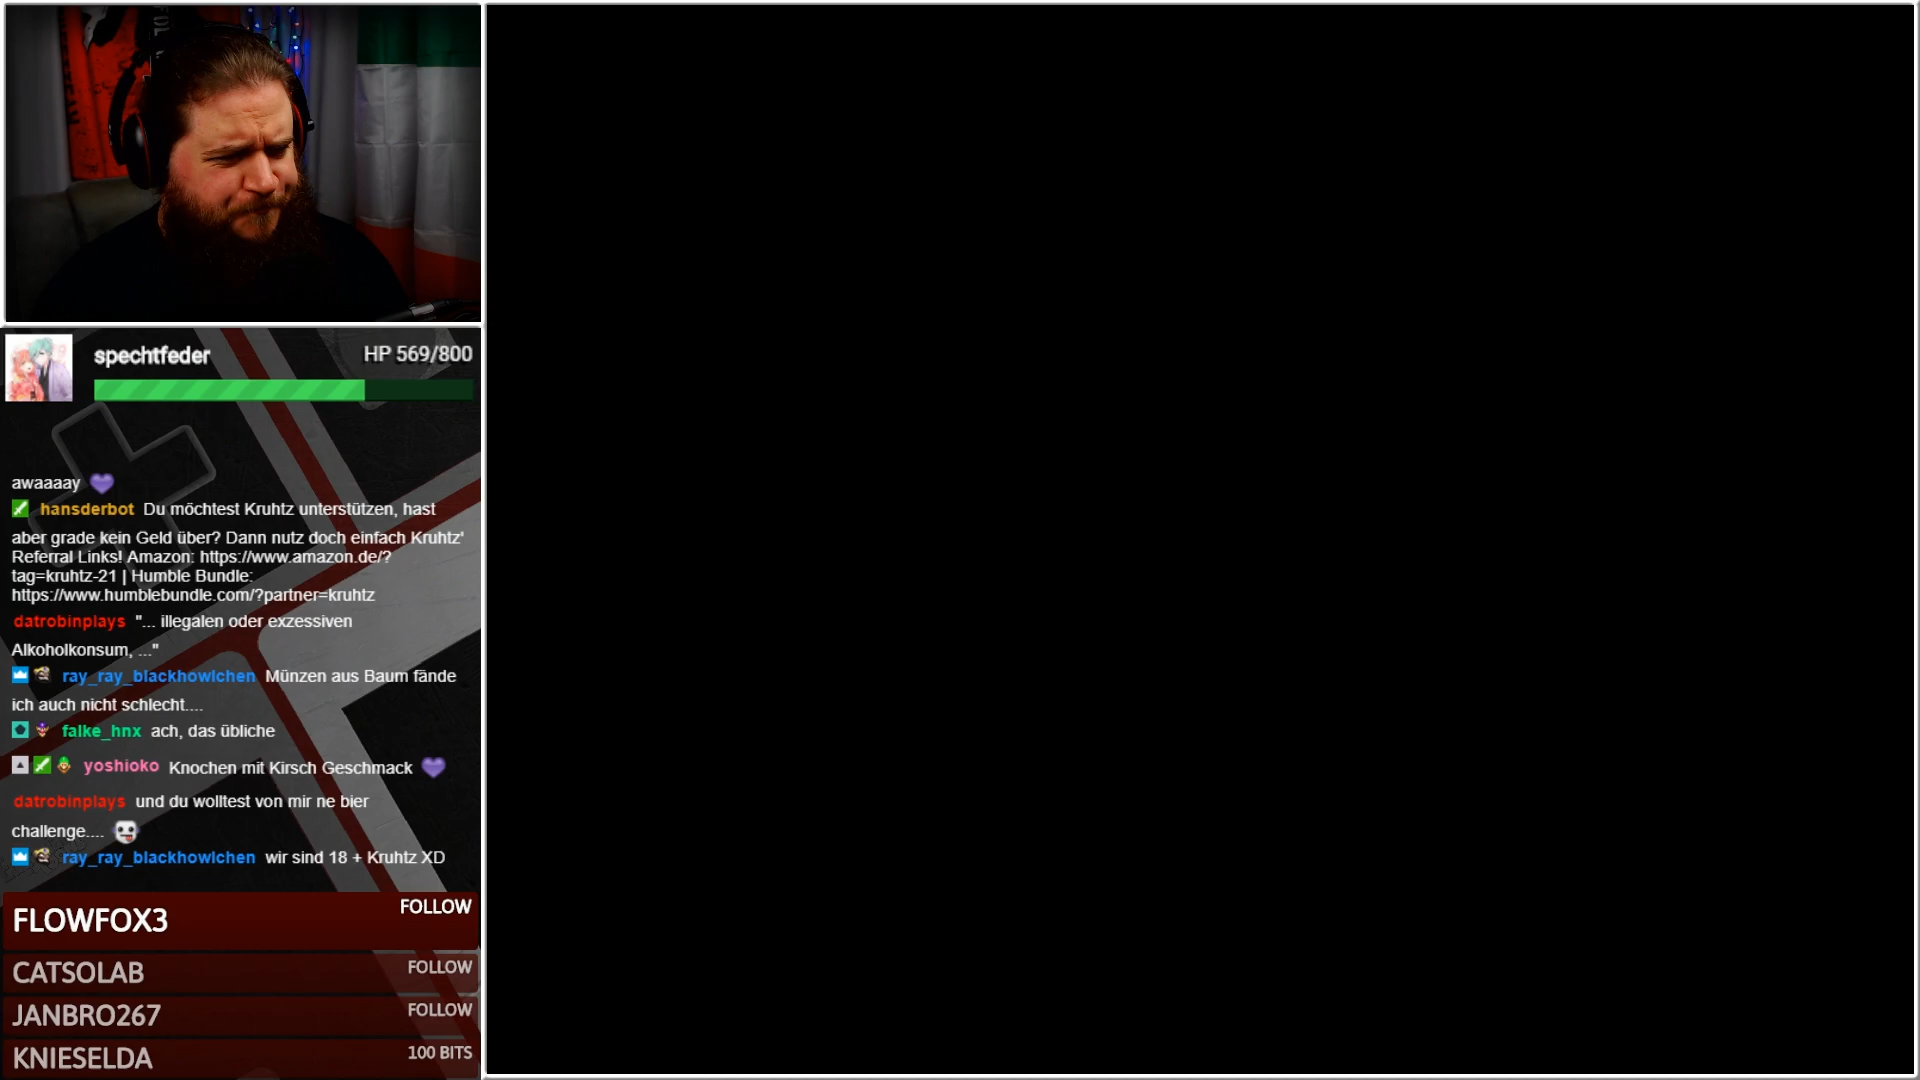 spechtfeder HP 569/800
awaaaay
hansderbot Du möchtest Kruhtz unterstützen, hast
aber grade kein Geld über? Dann nutz doch einfach Kruhtz'
Referral Links! Amazon: https://www.amazon.de/?
tag=kruhtz-21 | Humble Bundle:
https://www.humblebundle.com/?partner=kruhtz
datrobinplays "... illegalen oder exzessiven
Alkoholkonsum, ..."
ray_ray_blackhowlchen Münzen aus Baum fände
ich auch nicht schlecht....
falke_hnx ach, das übliche
yoshioko Knochen mit Kirsch Geschmack
datrobinplays und du wolltest von mir ne bier
challenge....
ray_ray_blackhowlchen wir sind 18 + Kruhtz XD
FLOWFOX3 FOLLOW
CATSOLAB FOLLOW
JANBRO267 FOLLOW
KNIESELDA 100 BITS